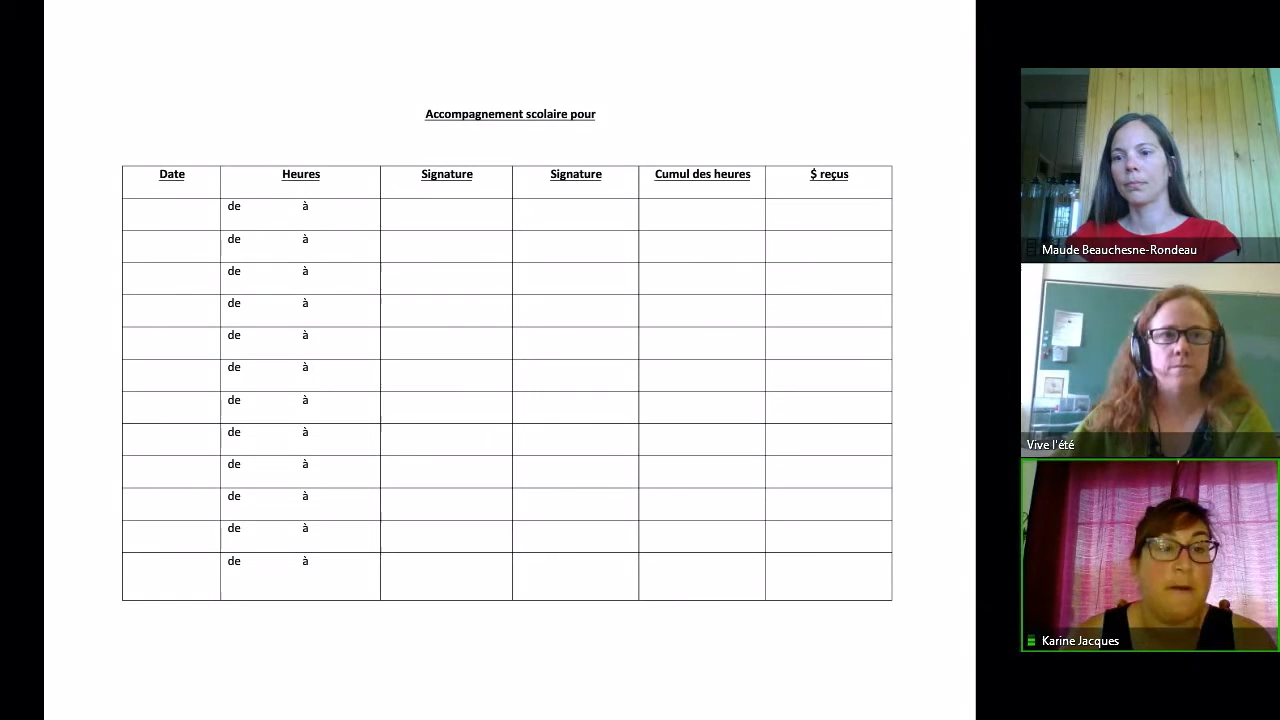 Accompagnement scolaire pour
Date Heures Signature Signature Cumul des heures $ reçus
de à
de à
de à
de à
de à
de à
de à
de à
de à
de à
de à
de à
Maude Beauchesne-Rondeau
Vive l'été
Karine Jacques